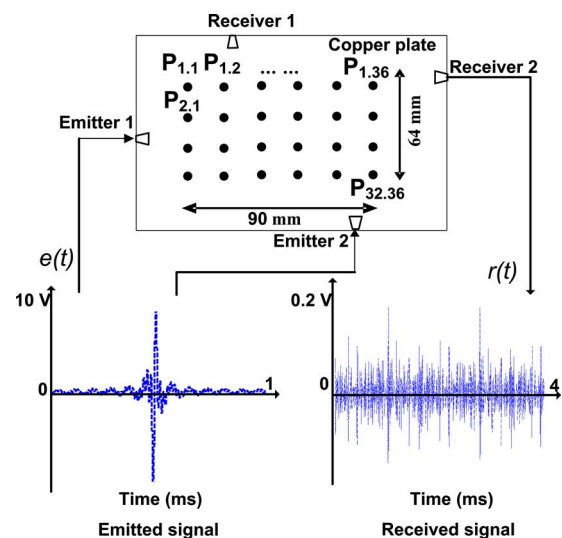 Receiver 1
Copper plate
P1.1 P1.2 ... ... P1.36
Receiver 2
P2.1
Emitter 1
64 mm
P32.36
90 mm
Emitter 2
e(t)
r(t)
10 V
0.2 V
0
1
0
4
Time (ms)
Time (ms)
Emitted signal
Received signal